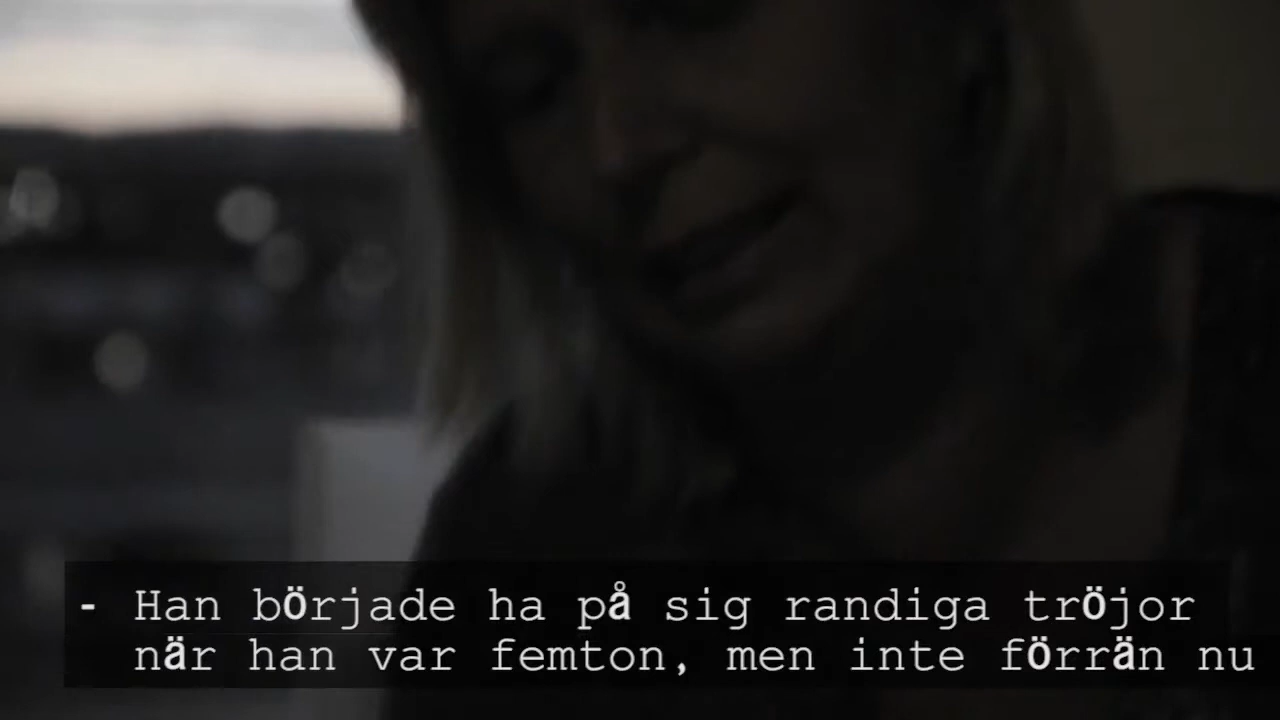 - Han började ha på sig randiga tröjor
när han var femton, men inte förrän nu